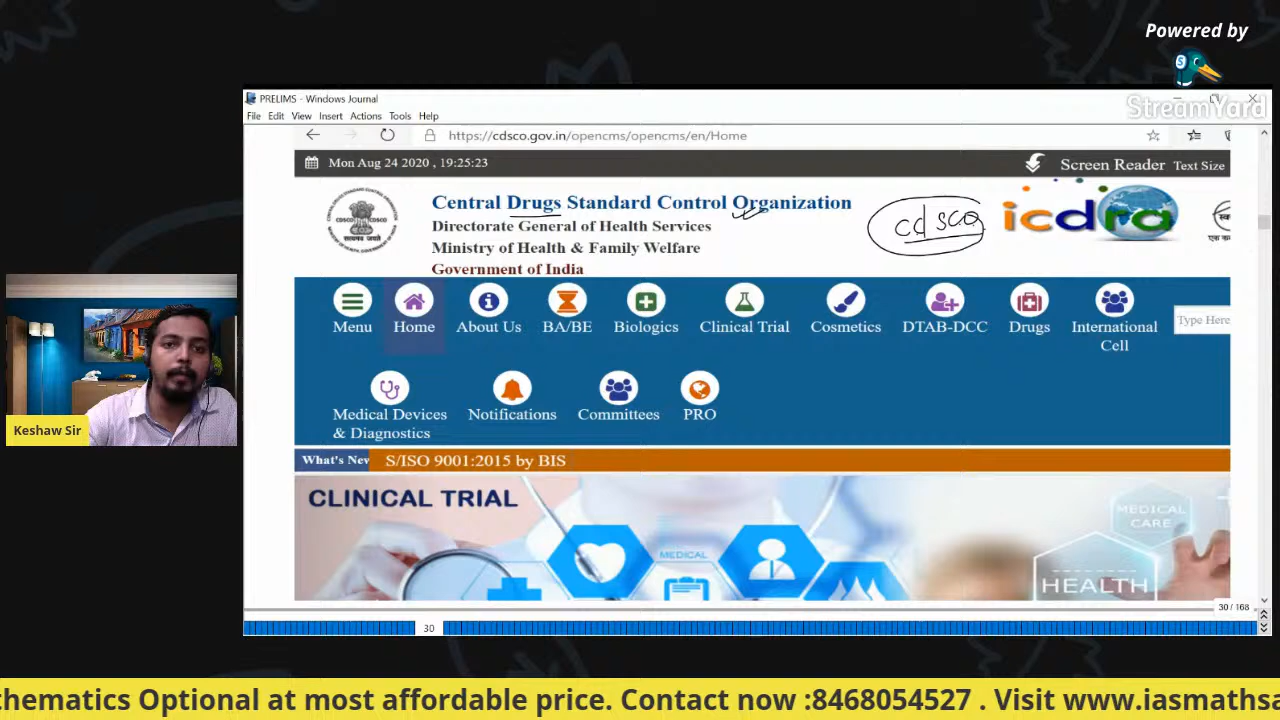 Powered by
S
StreamYard
PRELIMS - Windows Journal
File Edit View Insert Actions Tools Help
https://cdsco.gov.in/opencms/opencms/en/Home
Mon Aug 24 2020 , 19:25:23
Screen Reader Text Size
Central Drugs Standard Control Organization
Directorate General of Health Services
Ministry of Health & Family Welfare
Government of India
cdsco
icdra
Menu Home About Us BA/BE Biologics Clinical Trial Cosmetics DTAB-DCC Drugs International
Cell
Type Here
Medical Devices
& Diagnostics
Notifications Committees PRO
What's New S/ISO 9001:2015 by BIS
CLINICAL TRIAL
MEDICAL
MEDICAL
CARE
HEALTH
30 / 168
30
Keshaw Sir
thematics Optional at most affordable price. Contact now :8468054527 . Visit www.iasmathsa